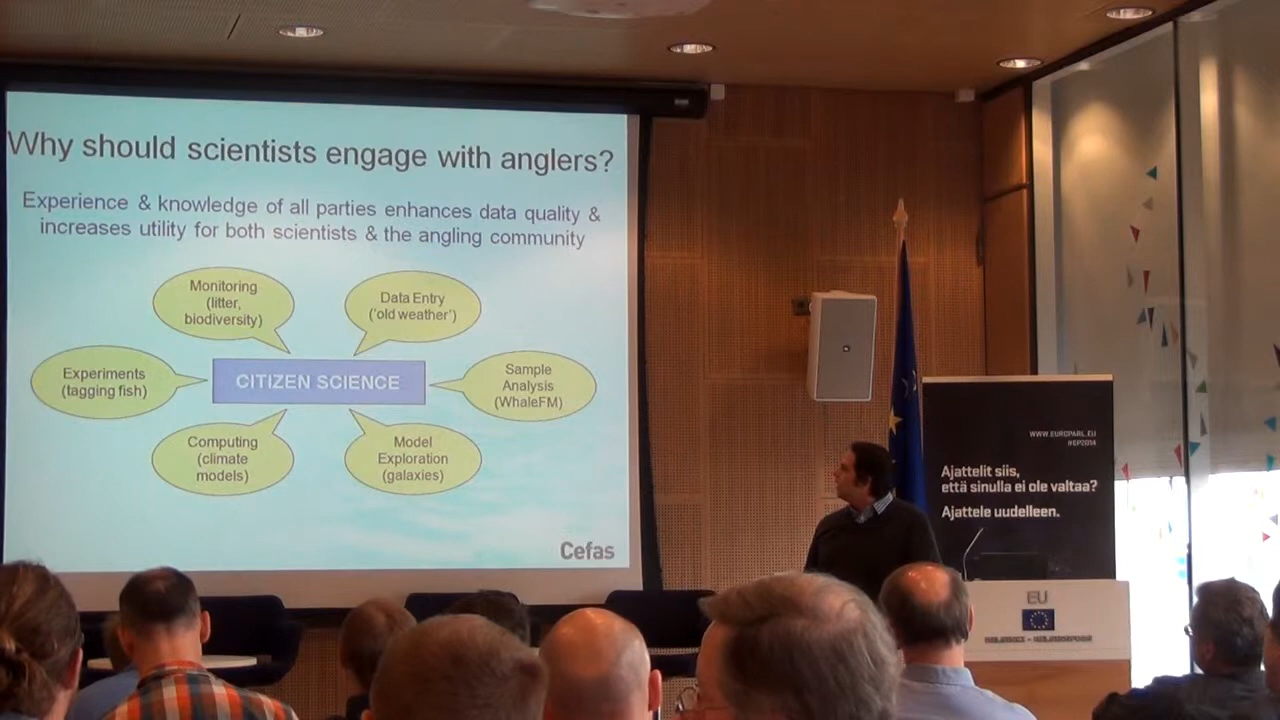 Why should scientists engage with anglers?
Experience & knowledge of all parties enhances data quality &
increases utility for both scientists & the angling community
Monitoring
(litter,
biodiversity)
Data Entry
('old weather')
Experiments
(tagging fish)
CITIZEN SCIENCE
Sample
Analysis
(WhaleFM)
Computing
(climate
models)
Model
Exploration
(galaxies)
Cefas
WWW.EUROPARL.EU
#EP2014
Ajattelit siis,
että sinulla ei ole valtaa?
Ajattele uudelleen.
EU
HELSINKI - HELSINGFORS